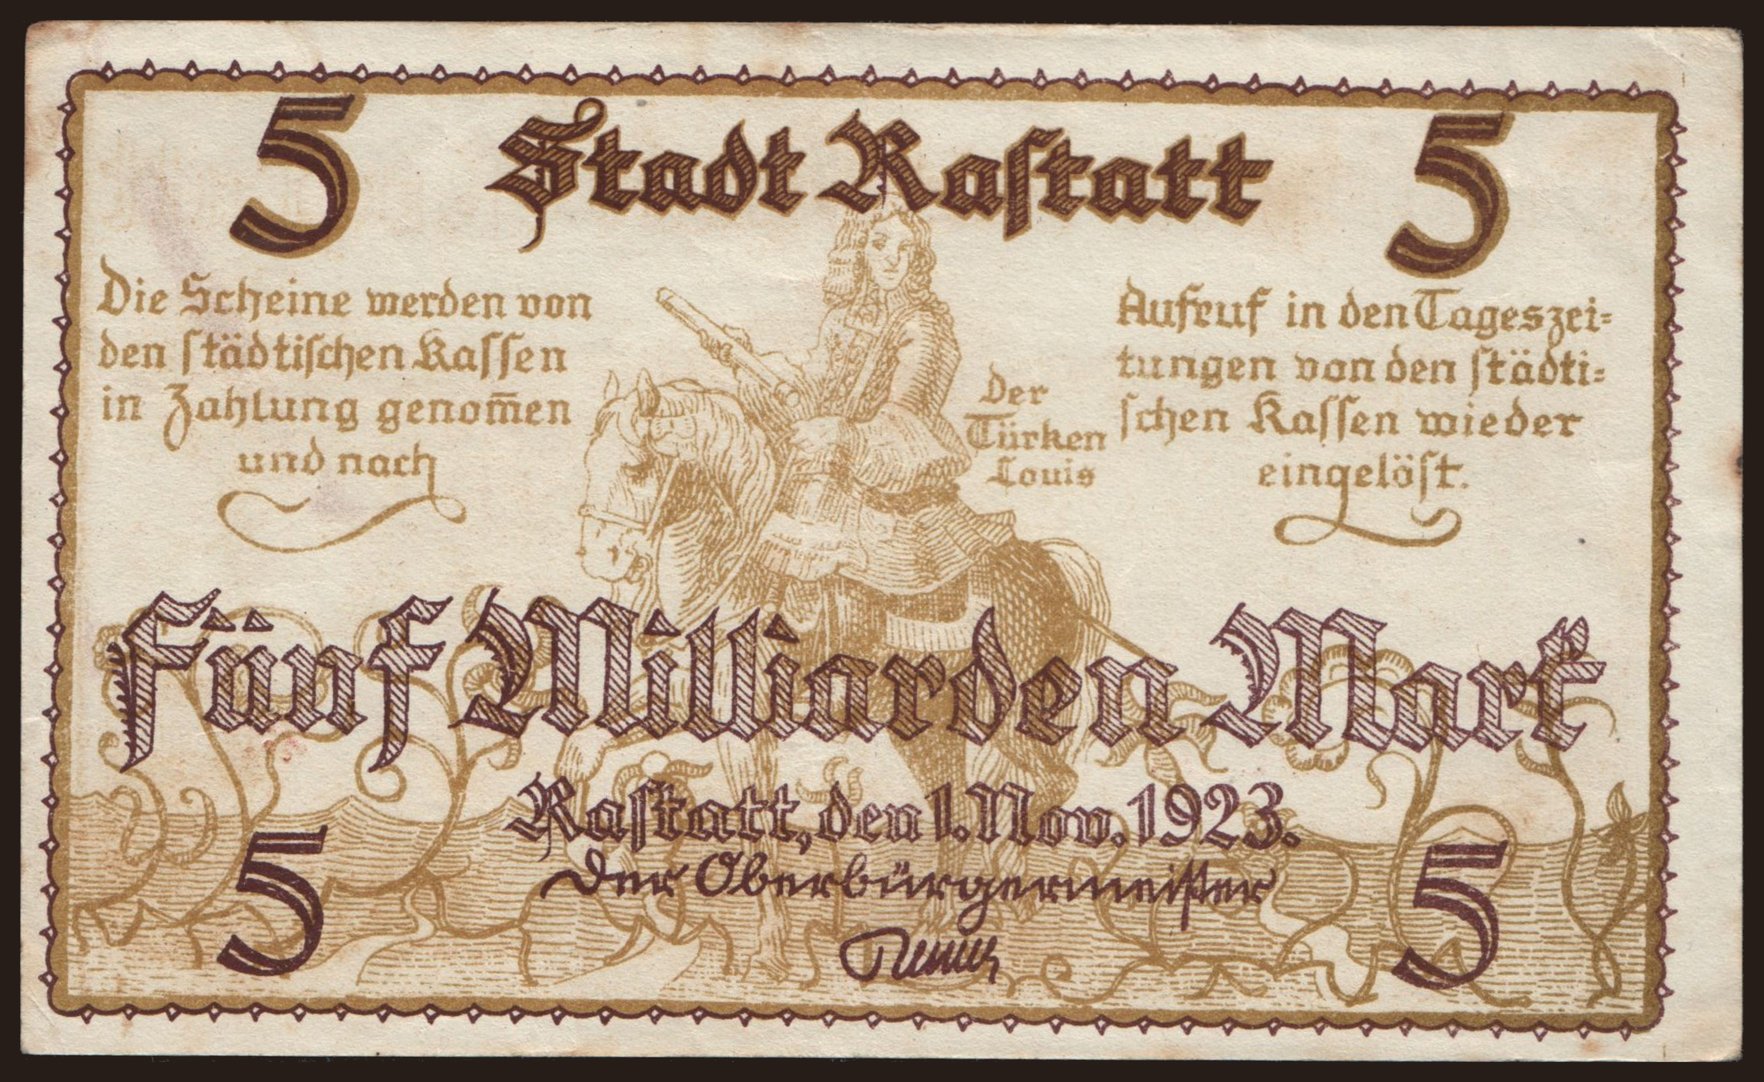 5 Stadt Rastatt 5
Die Scheine werden von
den städtischen Kassen
in Zahlung genom̅en
und nach
Aufruf in den Tageszei=
tungen von den städti=
schen Kassen wieder
eingelöst.
Der
Türken
Louis
Fünf Milliarden Mark
Rastatt, den 1. Nov. 1923.
Der Oberbürgermeister
5 5